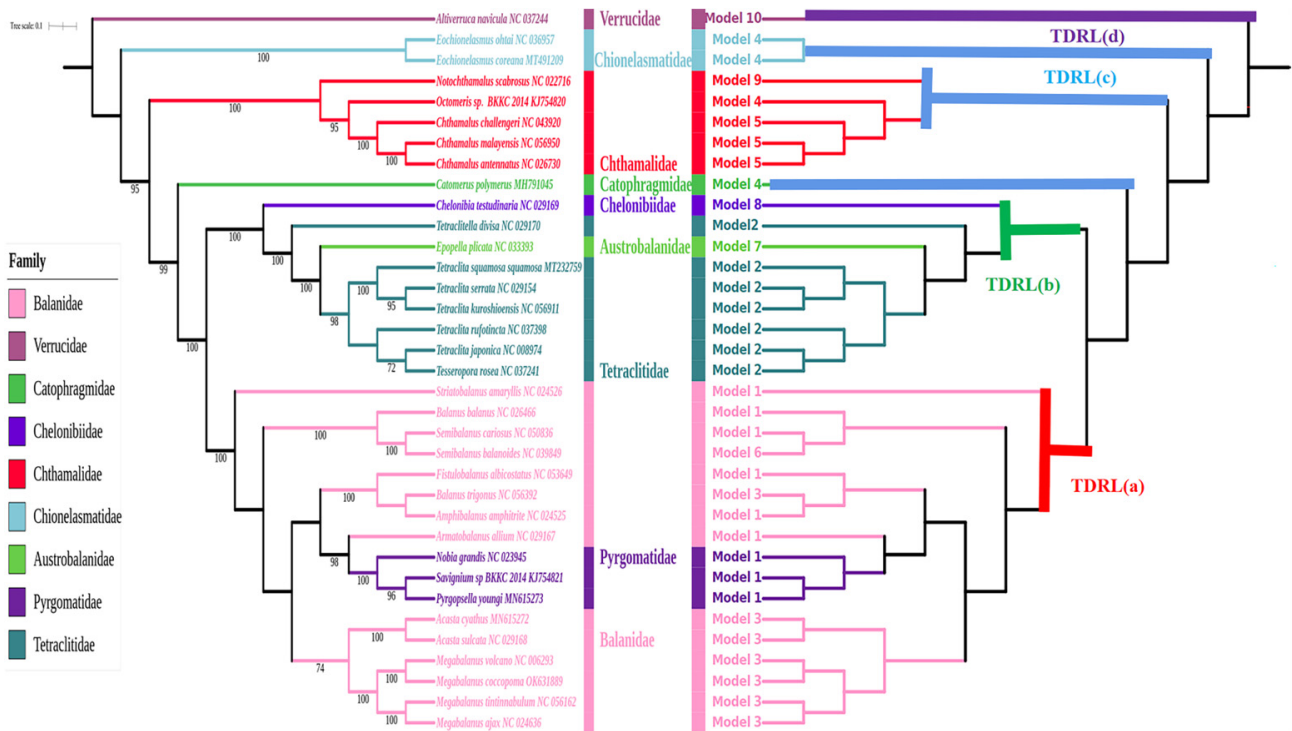 Tree scale: 0.1
Altiverruca navicula NC 037244 Verrucidae Model 10
TDRL(d)
Eochionelasmus ohtai NC 036957 Model 4
100 Chionelasmatidae
Eochionelasmus coreana MT491209 Model 4
TDRL(c)
Notochthamalus scabrosus NC 022716 Model 9
100
Octomeris sp. BKKC 2014 KJ754820 Model 4
95
Chthamalus challengeri NC 043920 Model 5
100
Chthamalus malayensis NC 056950 Model 5
100
Chthamalus antennatus NC 026730 Chthamalidae Model 5
95
Catomerus polymerus MH791045 Catophragmidae Model 4
Chelonibia testudinaria NC 029169 Chelonibiidae Model 8
100
Tetraclitella divisa NC 029170 Model2
100
Epopella plicata NC 033393 Austrobalanidae Model 7
99
Tetraclita squamosa squamosa MT232759 Model 2
100
100
TDRL(b)
Tetraclita serrata NC 029154 Model 2
95
Tetraclita kuroshioensis NC 056911 Model 2
98
Tetraclita rufotincta NC 037398 Model 2
100
Tetraclita japonica NC 008974 Model 2
72
Tesseropora rosea NC 037241 Tetraclitidae Model 2
Striatobalanus amaryllis NC 024526 Model 1
Balanus balanus NC 026466 Model 1
100
Semibalanus cariosus NC 050836 Model 1
100
100
Semibalanus balanoides NC 039849 Model 6
Fistulobalanus albicostatus NC 053649 Model 1
TDRL(a)
100
Balanus trigonus NC 056392 Model 3
Amphibalanus amphitrite NC 024525 Model 1
Armatobalanus allium NC 029167 Model 1
98
Nobia grandis NC 023945 Pyrgomatidae Model 1
100
Savignium sp BKKC 2014 KJ754821 Model 1
96
Pyrgopsella youngi MN615273 Model 1
Acasta cyathus MN615272 Model 3
100
Acasta sulcata NC 029168 Balanidae Model 3
74
Megabalanus volcano NC 006293 Model 3
100
Megabalanus coccopoma OK631889 Model 3
100
Megabalanus tintinnabulum NC 056162 Model 3
100
Megabalanus ajax NC 024636 Model 3
Family
Balanidae
Verrucidae
Catophragmidae
Chelonibiidae
Chthamalidae
Chionelasmatidae
Austrobalanidae
Pyrgomatidae
Tetraclitidae